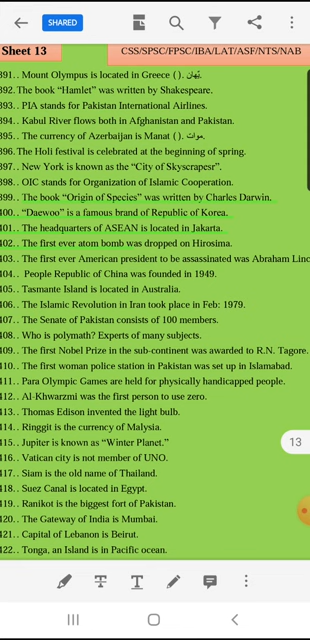 SHARED
Sheet 13
CSS/SPSC/FPSC/IBA/LAT/ASF/NTS/NAB
391.. Mount Olympus is located in Greece ( ). یُنان.
392.The book “Hamlet” was written by Shakespeare.
393.. PIA stands for Pakistan International Airlines.
394.. Kabul River flows both in Afghanistan and Pakistan.
395.. The currency of Azerbaijan is Manat ( ).
396.The Holi festival is celebrated at the beginning of spring.
397.. New York is known as the “City of Skyscrapesr”.
398.. OIC stands for Organization of Islamic Cooperation.
399.. The book “Origin of Species” was written by Charles Darwin.
400.. “Daewoo” is a famous brand of Republic of Korea.
401.. The headquarters of ASEAN is located in Jakarta.
402.. The first ever atom bomb was dropped on Hirosima.
403.. The first ever American president to be assassinated was Abraham Linc
404.. People Republic of China was founded in 1949.
405.. Tasmante Island is located in Australia.
406.. The Islamic Revolution in Iran took place in Feb: 1979.
407.. The Senate of Pakistan consists of 100 members.
408.. Who is polymath? Experts of many subjects.
409.. The first Nobel Prize in the sub-continent was awarded to R.N. Tagore.
410.. The first woman police station in Pakistan was set up in Islamabad.
411.. Para Olympic Games are held for physically handicapped people.
412.. Al-Khwarzmi was the first person to use zero.
413.. Thomas Edison invented the light bulb.
414.. Ringgit is the currency of Malysia.
415.. Jupiter is known as “Winter Planet.”
416.. Vatican city is not member of UNO.
417.. Siam is the old name of Thailand.
418.. Suez Canal is located in Egypt.
419.. Ranikot is the biggest fort of Pakistan.
420.. The Gateway of India is Mumbai.
421.. Capital of Lebanon is Beirut.
422.. Tonga, an Island is in Pacific ocean.
13